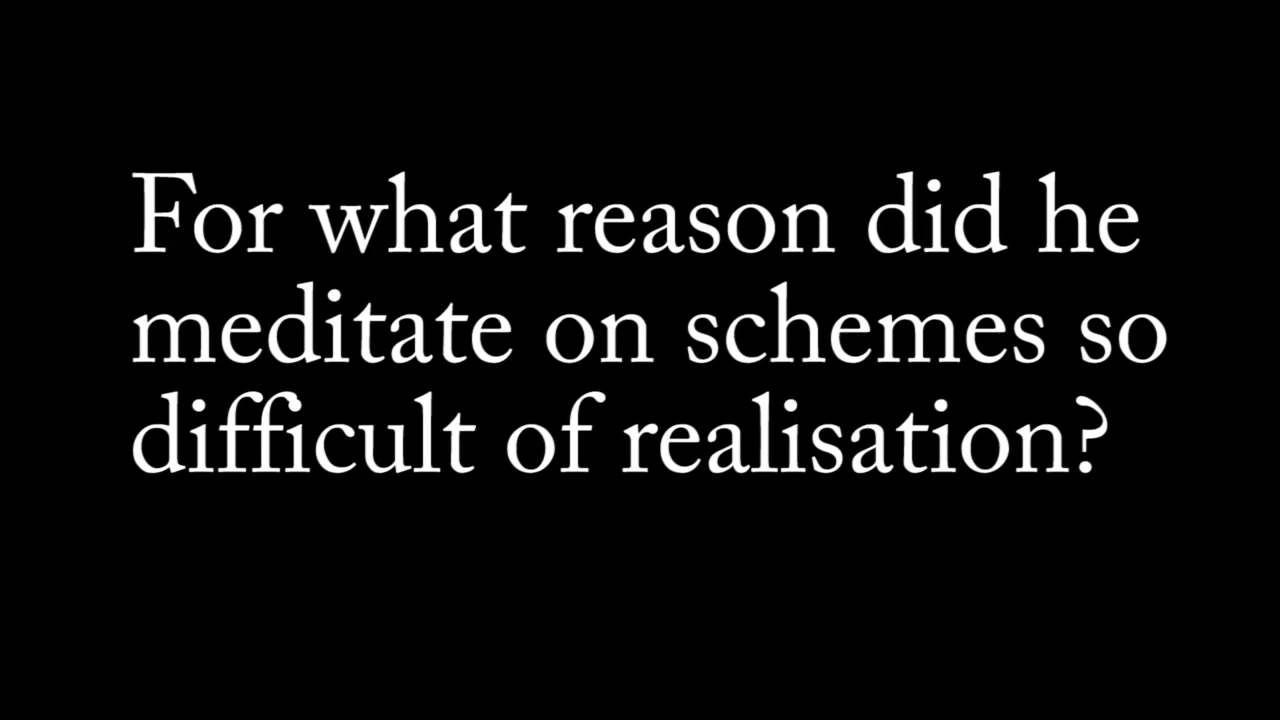 For what reason did he
meditate on schemes so
difficult of realisation?